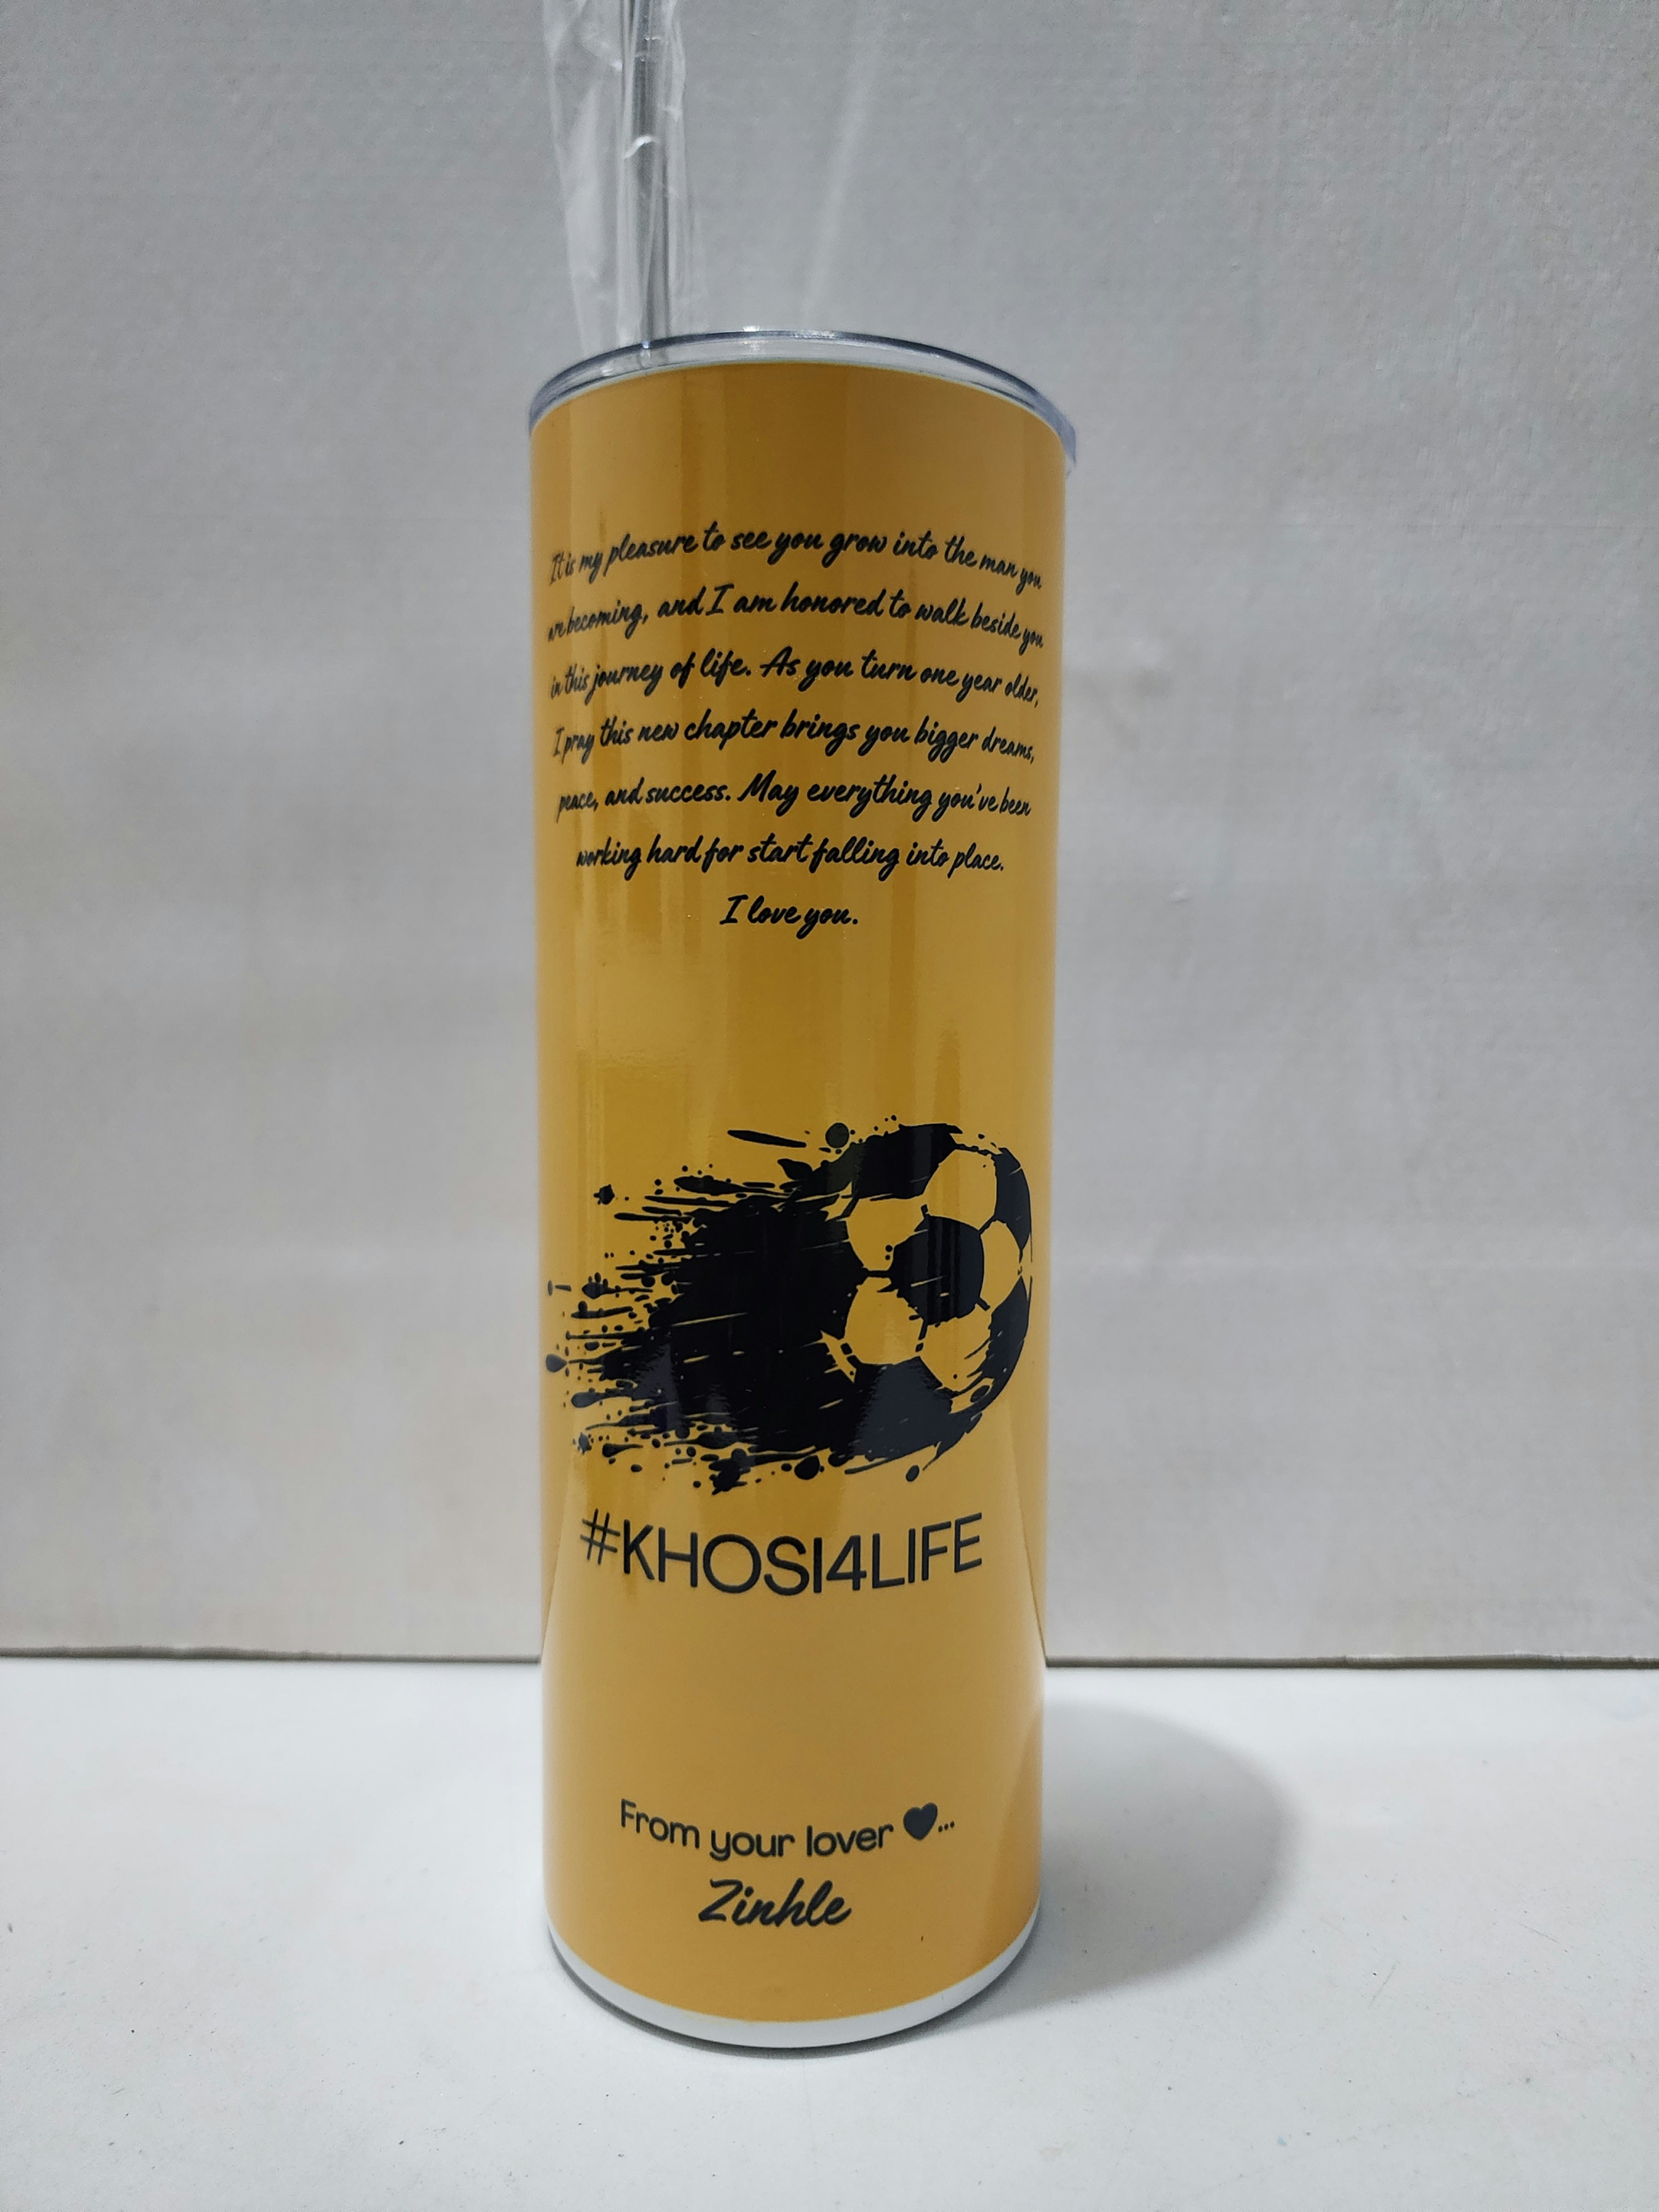 It is my pleasure to see you grow into the man you
are becoming, and I am honored to walk beside you
in this journey of life. As you turn one year older,
I pray this new chapter brings you bigger dreams,
peace, and success. May everything you've been
working hard for start falling into place.
I love you.
#KHOSI4LIFE
From your lover 🖤...
Zinhle